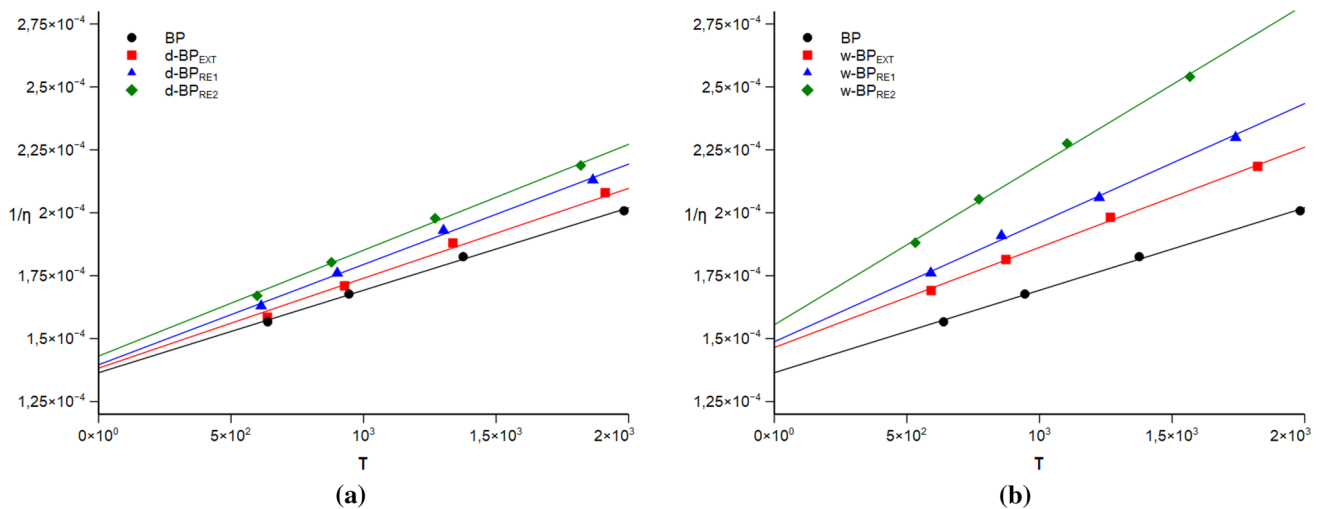 2,75×10⁻⁴
2,5×10⁻⁴
2,25×10⁻⁴
1/η 2×10⁻⁴
1,75×10⁻⁴
1,5×10⁻⁴
1,25×10⁻⁴
BP
d-BP_EXT
d-BP_RE1
d-BP_RE2
0×10⁰ 5×10² 10³ 1,5×10³ 2×10³
T
(a)
2,75×10⁻⁴
2,5×10⁻⁴
2,25×10⁻⁴
1/η 2×10⁻⁴
1,75×10⁻⁴
1,5×10⁻⁴
1,25×10⁻⁴
BP
w-BP_EXT
w-BP_RE1
w-BP_RE2
0×10⁰ 5×10² 10³ 1,5×10³ 2×10³
T
(b)